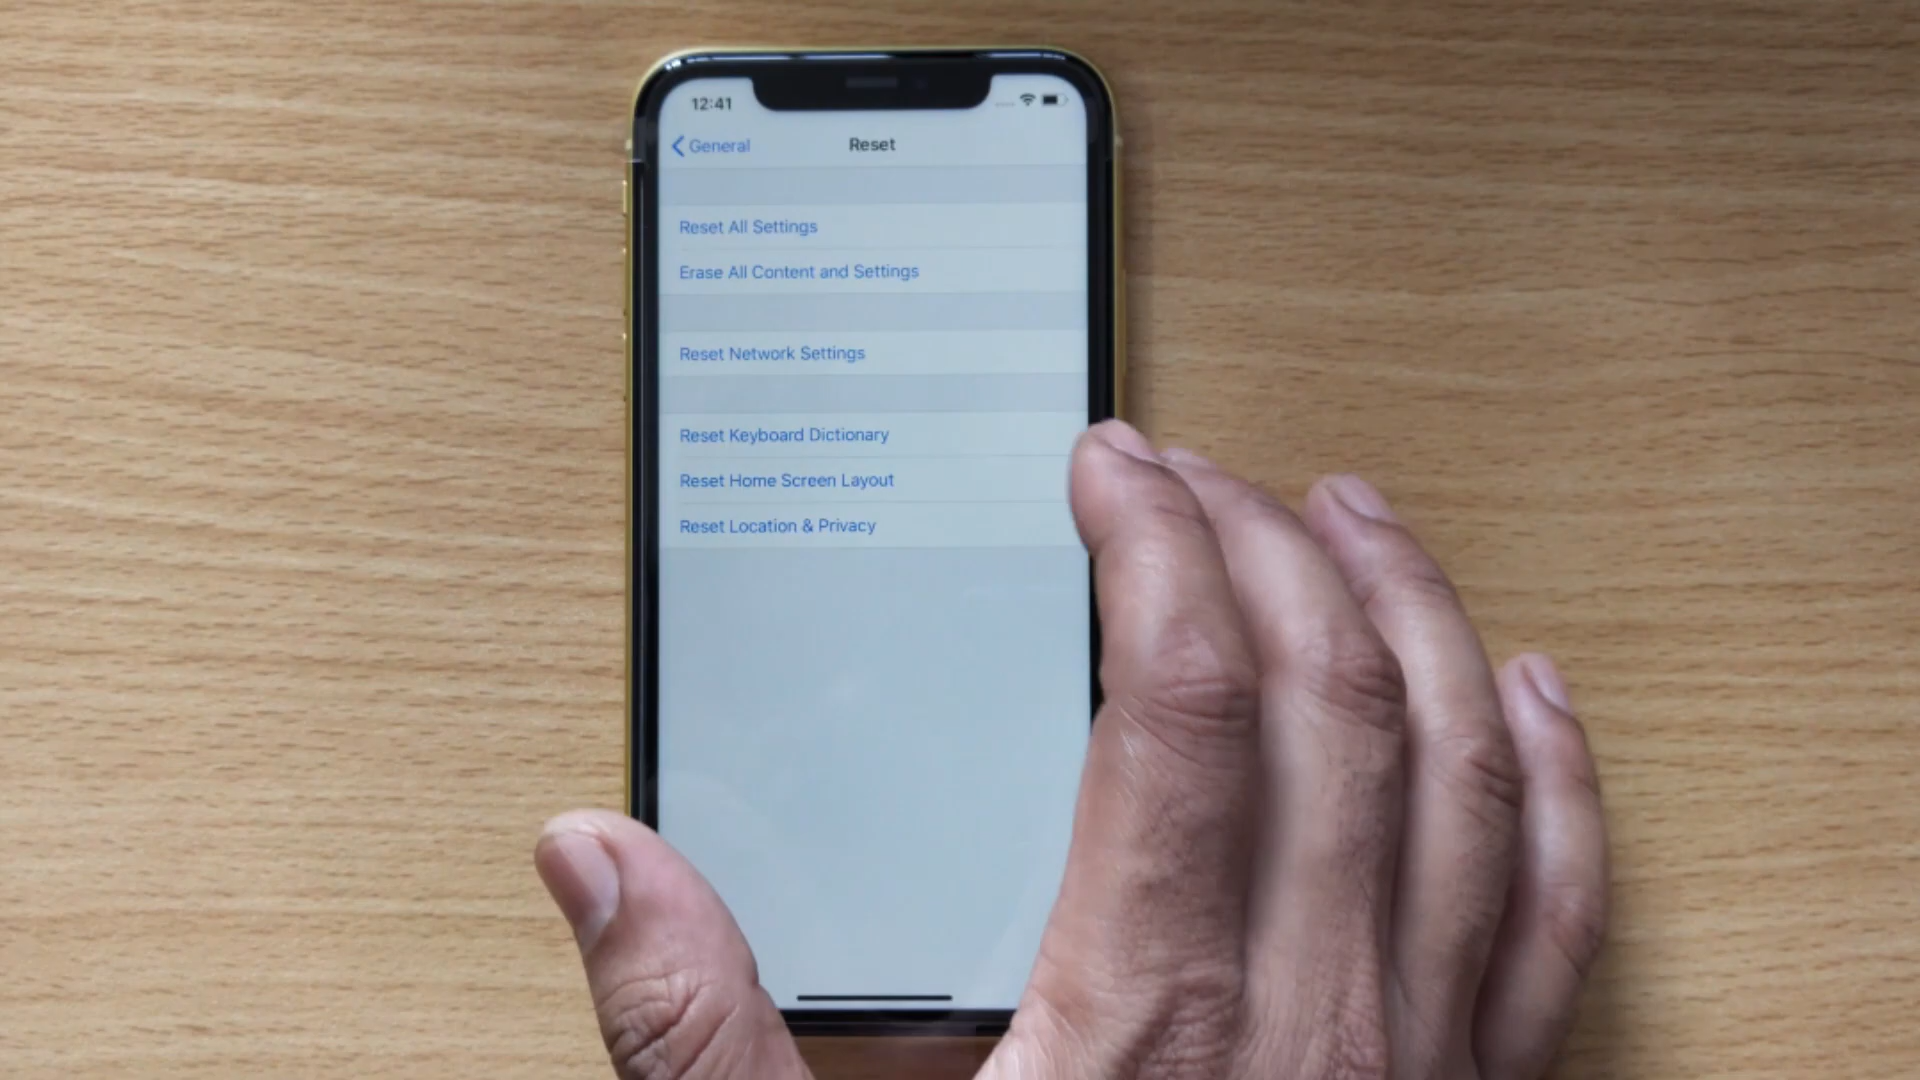 12:41
General
Reset
Reset All Settings
Erase All Content and Settings
Reset Network Settings
Reset Keyboard Dictionary
Reset Home Screen Layout
Reset Location & Privacy